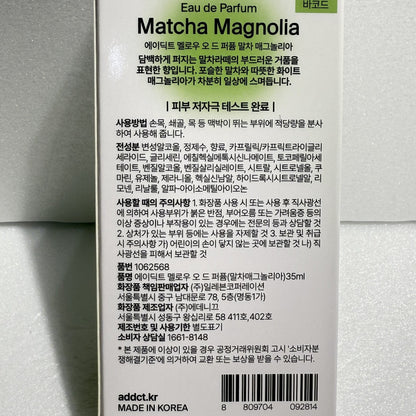 바코드
Eau de Parfum
Matcha Magnolia
에이딕트 멜로우 오 드 퍼퓸 말차 매그놀리아
담백하게 퍼지는 말차라떼의 부드러운 거품을
표현한 향입니다. 포슬한 말차와 따뜻한 화이트
매그놀리아가 차분히 일상에 스며듭니다.
| 피부 저자극 테스트 완료 |
사용방법 손목, 쇄골, 목 등 맥박이 뛰는 부위에 적당량을 분사
하여 사용해 줍니다.
전성분 변성알코올, 정제수, 향료, 카프릴릭/카프릭트라이글리
세라이드, 글리세린, 에칠헥실메톡시신나메이트, 토코페릴아세
테이트, 벤질알코올, 벤질살리실레이트, 시트랄, 시트로넬올, 쿠
마린, 유제놀, 제라니올, 헥실신남알, 하이드록시시트로넬알, 리
모넨, 리날룰, 알파-아이소메틸아이오논
사용할 때의 주의사항 1. 화장품 사용 시 또는 사용 후 직사광선
에 의하여 사용부위가 붉은 반점, 부어오름 또는 가려움증 등의
이상 증상이나 부작용이 있는 경우에는 전문의 등과 상담할 것
2. 상처가 있는 부위 등에는 사용을 자제할 것 3. 보관 및 취급
시 주의사항 가) 어린이의 손이 닿지 않는 곳에 보관할 것 나) 직
사광선을 피해서 보관할 것
품번
1062568
품명 에이딕트 멜로우 오 드 퍼퓸(말차매그놀리아)35ml
화장품 책임판매업자 (주)일레븐코퍼레이션
서울특별시 중구 남대문로 78, 5층(명동1가)
화장품 제조업자 (주)에데니끄
서울특별시 성동구 왕십리로 58 411호,402호
제조번호 및 사용기한 별도표기
소비자 상담실 1661-8148
* 본 제품에 이상이 있을 경우 공정거래위원회 고시 '소비자분
쟁해결기준'에 의거하여 교환 또는 보상을 받을 수 있습니다.
addct.kr
MADE IN KOREA
8 809704 092814